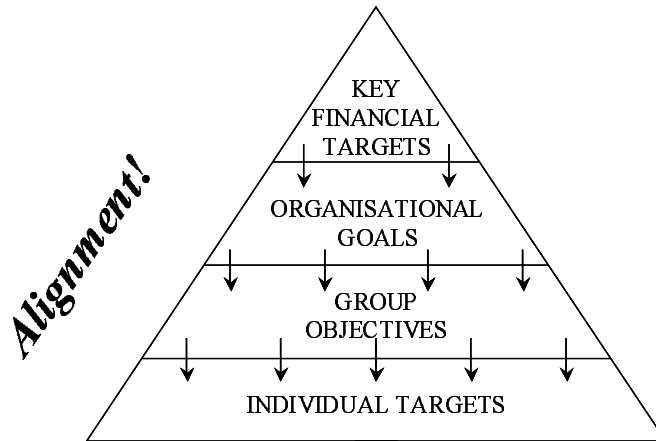 KEY
FINANCIAL
TARGETS
Alignment!
ORGANISATIONAL
GOALS
GROUP
OBJECTIVES
INDIVIDUAL TARGETS